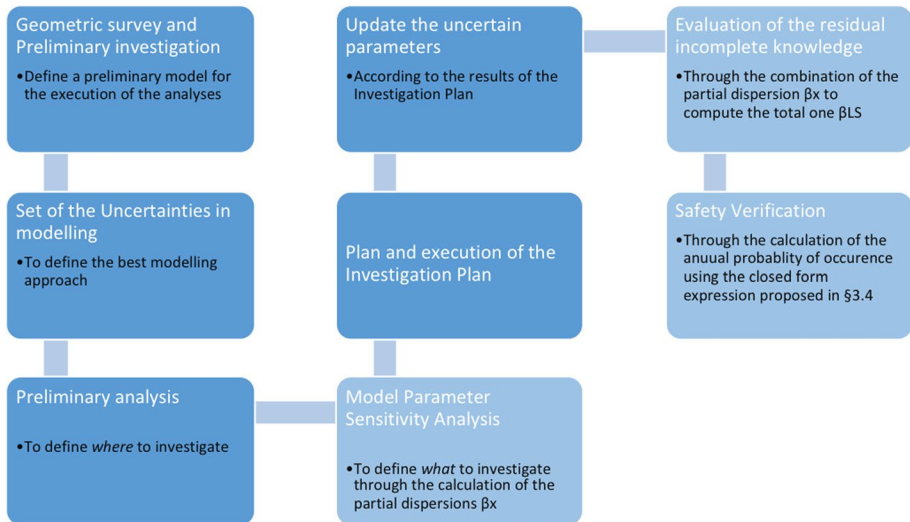 Geometric survey and
Preliminary investigation
•Define a preliminary model for
the execution of the analyses
Set of the Uncertainties in
modelling
•To define the best modelling
approach
Preliminary analysis
•To define where to investigate
Model Parameter
Sensitivity Analysis
•To define what to investigate
through the calculation of the
partial dispersions βx
Plan and execution of the
Investigation Plan
Update the uncertain
parameters
•According to the results of the
Investigation Plan
Evaluation of the residual
incomplete knowledge
•Through the combination of the
partial dispersion βx to
compute the total one βLS
Safety Verification
•Through the calculation of the
anuual probablity of occurence
using the closed form
expression proposed in §3.4